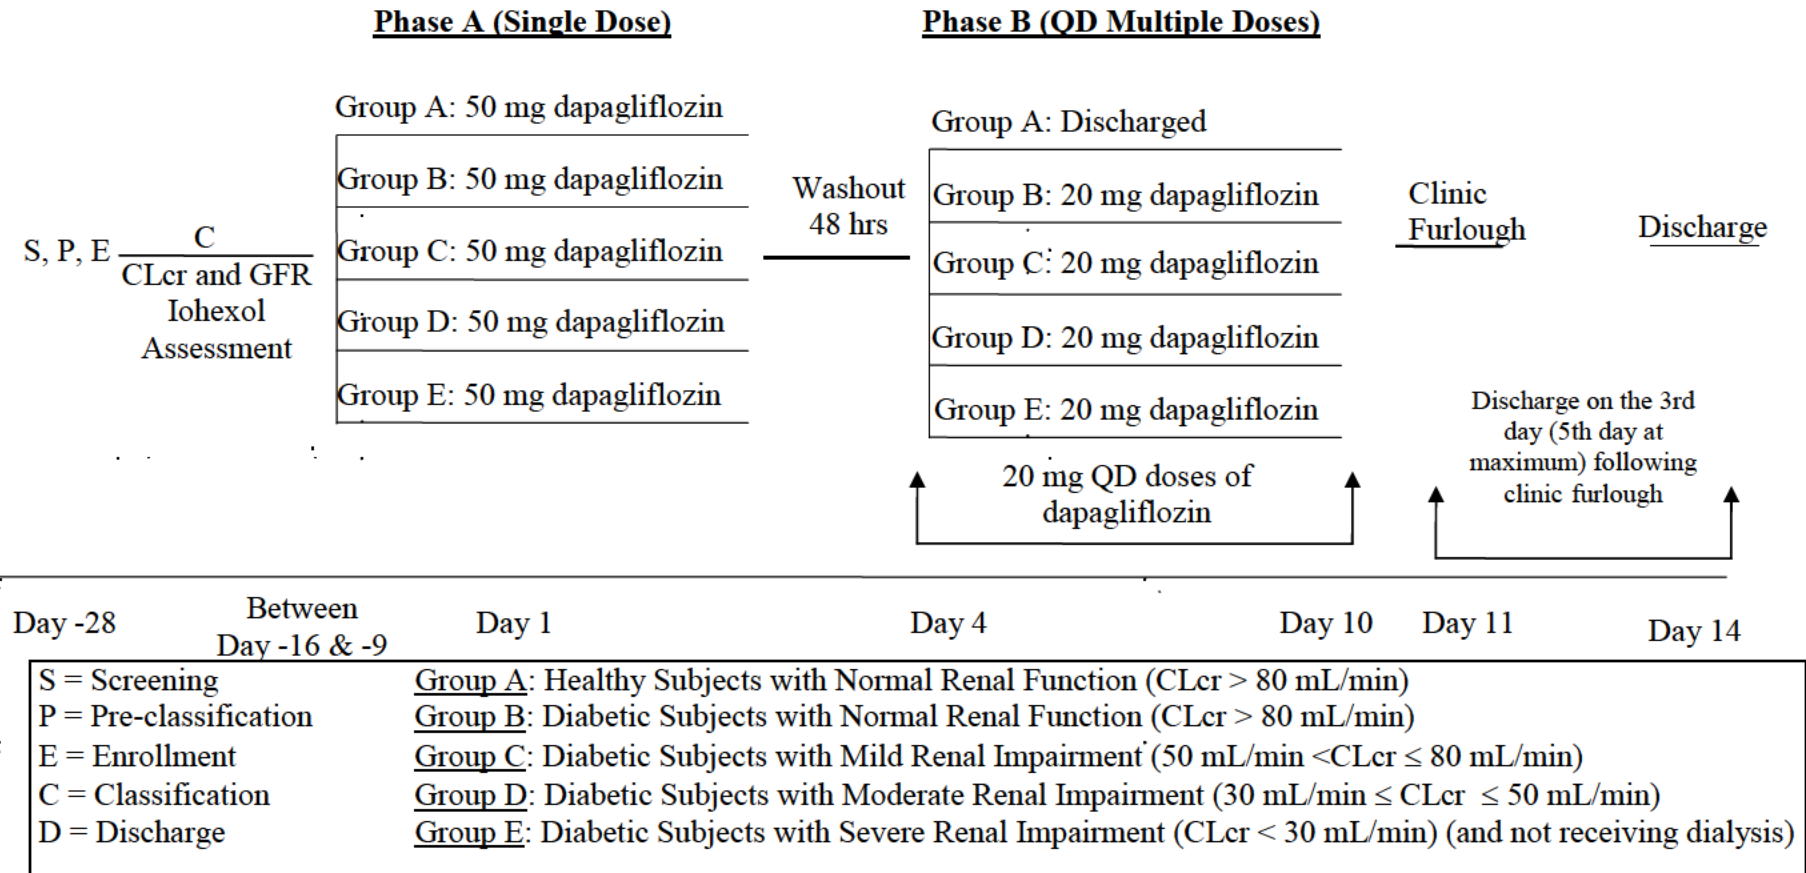 Phase A (Single Dose)
Phase B (QD Multiple Doses)
Group A: 50 mg dapagliflozin
Group B: 50 mg dapagliflozin
Group C: 50 mg dapagliflozin
Group D: 50 mg dapagliflozin
Group E: 50 mg dapagliflozin
S, P, E
C
CLcr and GFR
Iohexol
Assessment
Washout
48 hrs
Group A: Discharged
Group B: 20 mg dapagliflozin
Group C: 20 mg dapagliflozin
Group D: 20 mg dapagliflozin
Group E: 20 mg dapagliflozin
20 mg QD doses of
dapagliflozin
Clinic
Furlough
Discharge
Discharge on the 3rd
day (5th day at
maximum) following
clinic furlough
Day -28
Between
Day -16 & -9
Day 1
Day 4
Day 10
Day 11
Day 14
S = Screening
P = Pre-classification
E = Enrollment
C = Classification
D = Discharge
Group A: Healthy Subjects with Normal Renal Function (CLcr > 80 mL/min)
Group B: Diabetic Subjects with Normal Renal Function (CLcr > 80 mL/min)
Group C: Diabetic Subjects with Mild Renal Impairment (50 mL/min <CLcr ≤ 80 mL/min)
Group D: Diabetic Subjects with Moderate Renal Impairment (30 mL/min ≤ CLcr ≤ 50 mL/min)
Group E: Diabetic Subjects with Severe Renal Impairment (CLcr < 30 mL/min) (and not receiving dialysis)